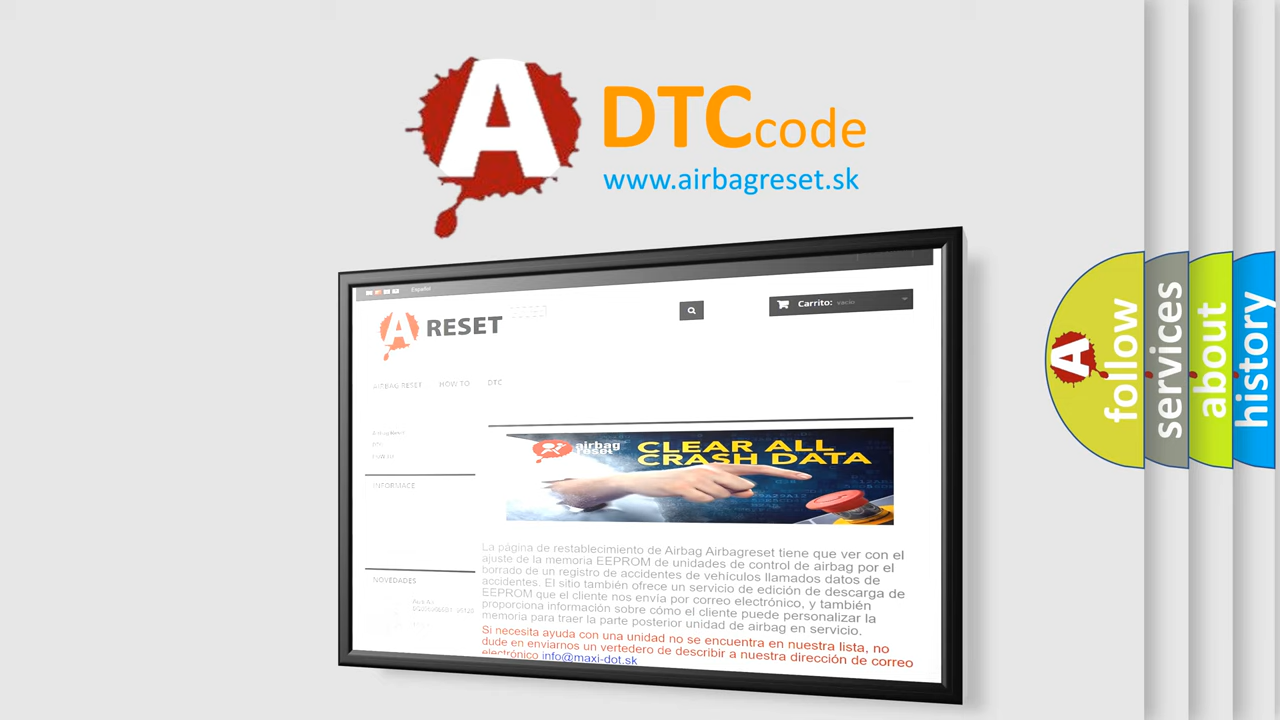 A DTC code
www.airbagreset.sk
Español
A RESET
Carrito: vacío
AIRBAG RESET HOW TO DTC
INFORMACE
airbag
reset
CLEAR ALL
CRASH DATA
La página de restablecimiento de Airbag Airbagreset tiene que ver con el
ajuste de la memoria EEPROM de unidades de control de airbag por el
borrado de un registro de accidentes de vehículos llamados datos de
accidentes. El sitio también ofrece un servicio de edición de descarga de
EEPROM que el cliente nos envía por correo electrónico, y también
proporciona información sobre cómo el cliente puede personalizar la
memoria para traer la parte posterior unidad de airbag en servicio.
Si necesita ayuda con una unidad no se encuentra en nuestra lista, no
dude en enviarnos un vertedero de describir a nuestra dirección de correo
electrónico info@maxi-dot.sk
NOVEDADES
A
follow
services
about
history